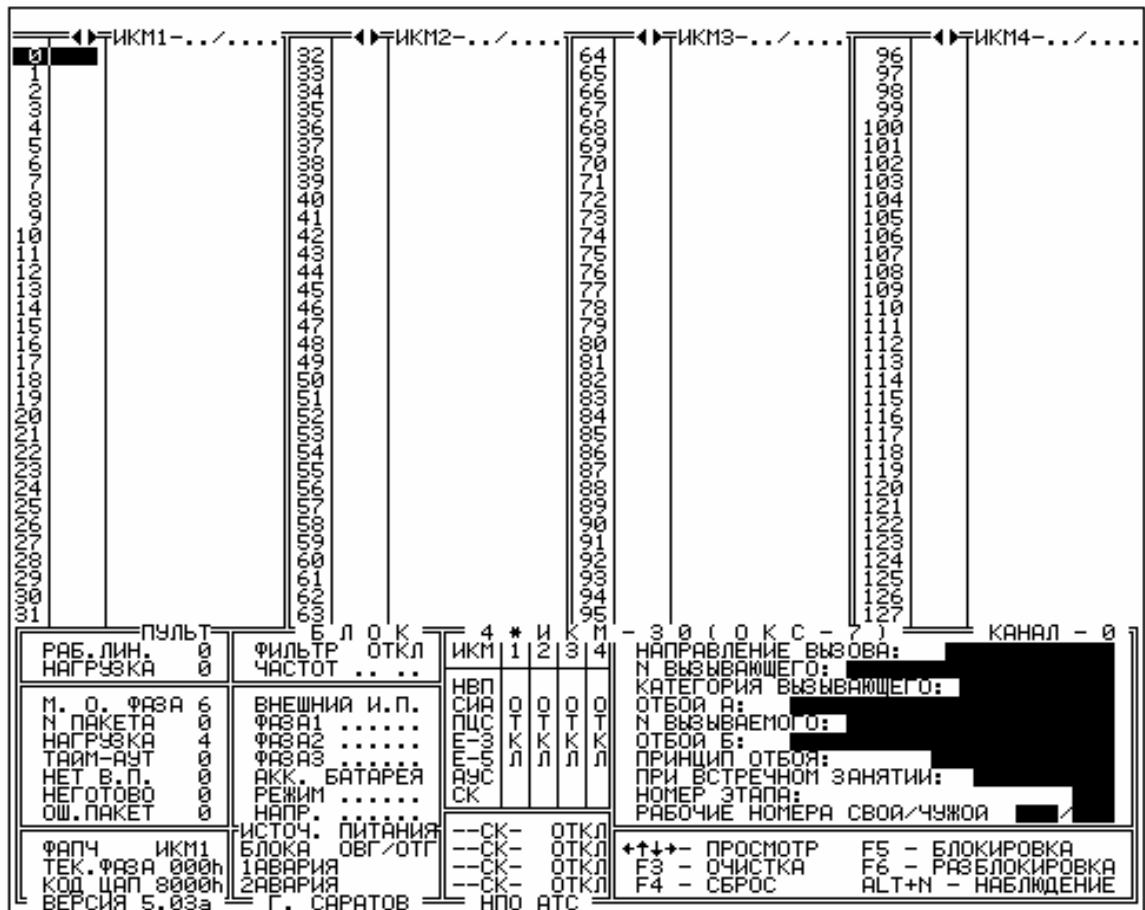 ИКМ1-../.... ИКМ2-../.... ИКМ3-../.... ИКМ4-../....
0 32 64 96
1 33 65 97
2 34 66 98
3 35 67 99
4 36 68 100
5 37 69 101
6 38 70 102
7 39 71 103
8 40 72 104
9 41 73 105
10 42 74 106
11 43 75 107
12 44 76 108
13 45 77 109
14 46 78 110
15 47 79 111
16 48 80 112
17 49 81 113
18 50 82 114
19 51 83 115
20 52 84 116
21 53 85 117
22 54 86 118
23 55 87 119
24 56 88 120
25 57 89 121
26 58 90 122
27 59 91 123
28 60 92 124
29 61 93 125
30 62 94 126
31 63 95 127
ПУЛЬТ
РАБ.ЛИН. 0
НАГРУЗКА 0
М. О. ФАЗА 6
N ПАКЕТА 0
НАГРУЗКА 4
ТАЙМ-АУТ 0
НЕТ В.П. 0
НЕГОТОВО 0
ОШ.ПАКЕТ 0
ФАПЧ ИКМ1
ТЕК.ФАЗА 000h
КОД ЦАП 8000h
ВЕРСИЯ 5.03a
Б Л О К
ФИЛЬТР ОТКЛ
ЧАСТОТ .. ..
ВНЕШНИЙ И.П.
ФАЗА1 ......
ФАЗА2 ......
ФАЗА3 ......
АКК. БАТАРЕЯ
РЕЖИМ ......
НАПР. ......
ИСТОЧ. ПИТАНИЯ
БЛОКА ОВГ/ОТГ
1АВАРИЯ
2АВАРИЯ
Г. САРАТОВ
4 * И К М - 3 0 ( О К С - 7 )
ИКМ 1 2 3 4
НВП
СИА О О О О
ПЦС Т Т Т Т
Е-3 К К К К
Е-5 Л Л Л Л
АУС
СК
--СК- ОТКЛ
--СК- ОТКЛ
--СК- ОТКЛ
--СК- ОТКЛ
НПО АТС
КАНАЛ - 0
НАПРАВЛЕНИЕ ВЫЗОВА:
N ВЫЗЫВАЮЩЕГО:
КАТЕГОРИЯ ВЫЗЫВАЮЩЕГО:
ОТБОЙ А:
N ВЫЗЫВАЕМОГО:
ОТБОЙ Б:
ПРИНЦИП ОТБОЯ:
ПРИ ВСТРЕЧНОМ ЗАНЯТИИ:
НОМЕР ЭТАПА:
РАБОЧИЕ НОМЕРА СВОЙ/ЧУЖОЙ /
←↑↓→- ПРОСМОТР F5 - БЛОКИРОВКА
F3 - ОЧИСТКА F6 - РАЗБЛОКИРОВКА
F4 - СБРОС ALT+N - НАБЛЮДЕНИЕ